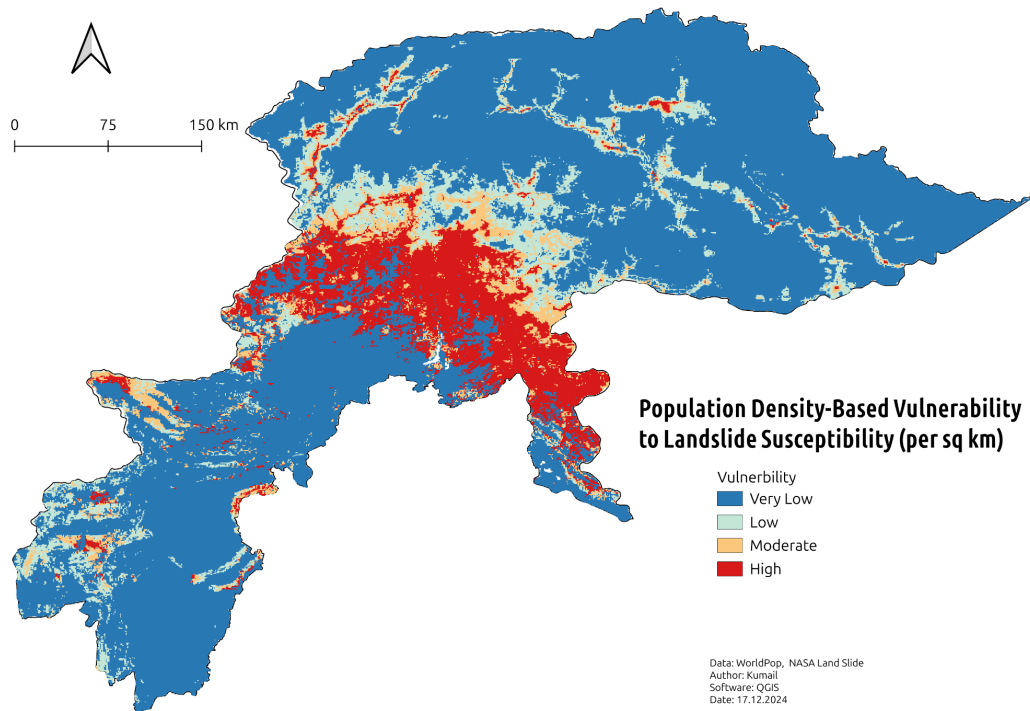 0 75 150 km
Population Density-Based Vulnerability
to Landslide Susceptibility (per sq km)
Vulnerbility
Very Low
Low
Moderate
High
Data: WorldPop, NASA Land Slide
Author: Kumail
Software: QGIS
Date: 17.12.2024